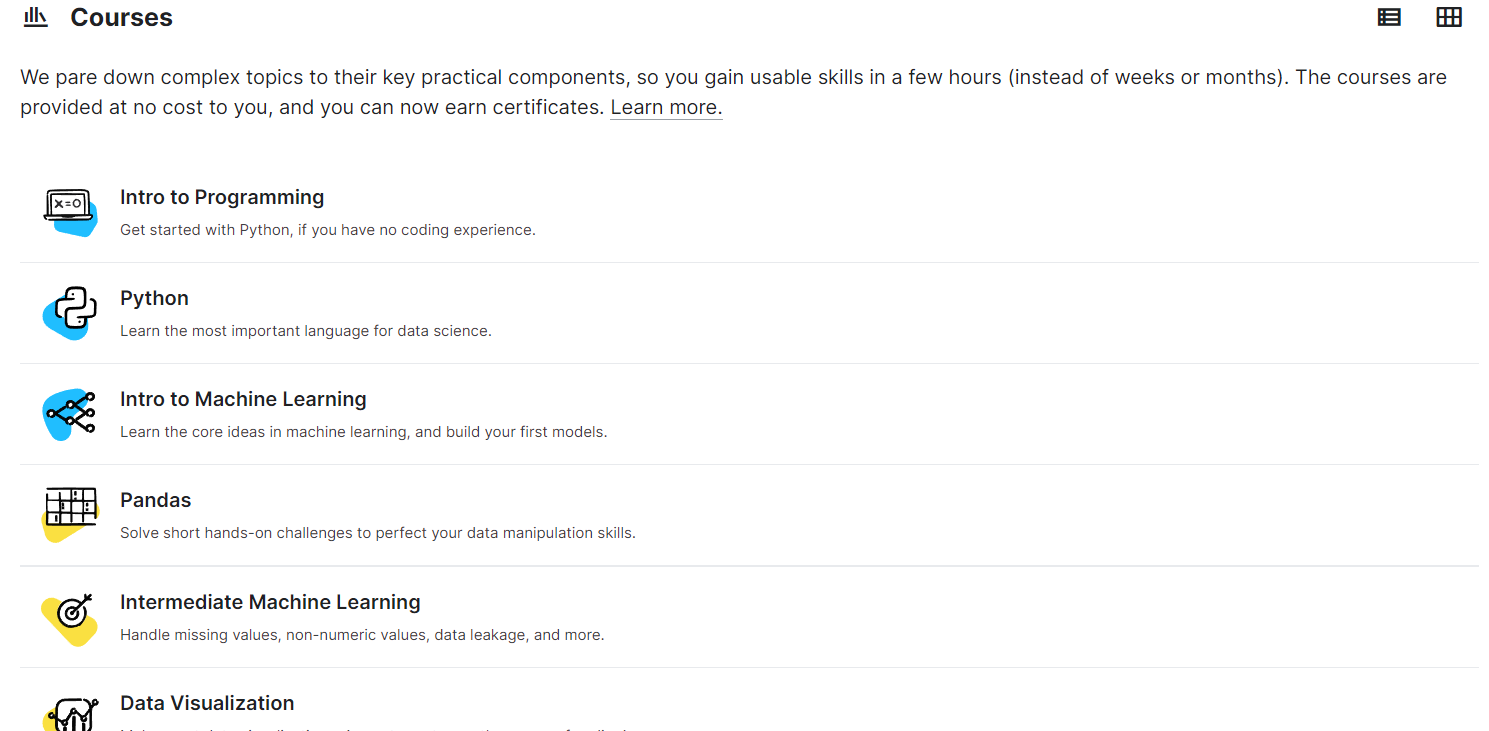 Courses
We pare down complex topics to their key practical components, so you gain usable skills in a few hours (instead of weeks or months). The courses are
provided at no cost to you, and you can now earn certificates. Learn more.
X=0
Intro to Programming
Get started with Python, if you have no coding experience.
Python
Learn the most important language for data science.
Intro to Machine Learning
Learn the core ideas in machine learning, and build your first models.
Pandas
Solve short hands-on challenges to perfect your data manipulation skills.
Intermediate Machine Learning
Handle missing values, non-numeric values, data leakage, and more.
Data Visualization